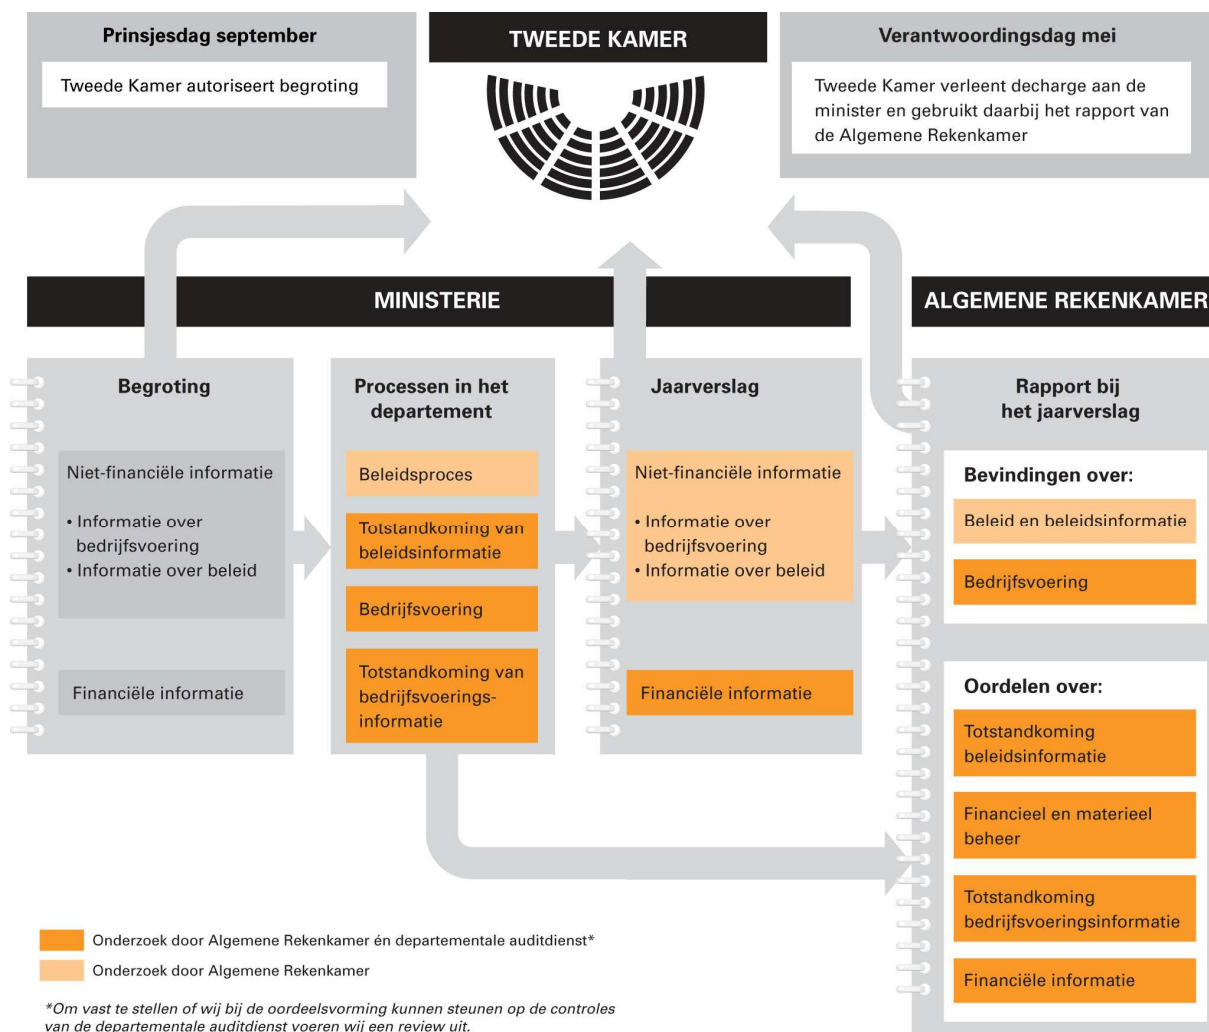 Prinsjesdag september
Tweede Kamer autoriseert begroting
TWEEDE KAMER
Verantwoordingsdag mei
Tweede Kamer verleent decharge aan de
minister en gebruikt daarbij het rapport van
de Algemene Rekenkamer
MINISTERIE
ALGEMENE REKENKAMER
Begroting
Niet-financiële informatie
• Informatie over
bedrijfsvoering
• Informatie over beleid
Financiële informatie
Processen in het
departement
Beleidsproces
Totstandkoming van
beleidsinformatie
Bedrijfsvoering
Totstandkoming van
bedrijfsvoerings-
informatie
Jaarverslag
Niet-financiële informatie
• Informatie over
bedrijfsvoering
• Informatie over beleid
Financiële informatie
Rapport bij
het jaarverslag
Bevindingen over:
Beleid en beleidsinformatie
Bedrijfsvoering
Oordelen over:
Totstandkoming
beleidsinformatie
Financieel en materieel
beheer
Totstandkoming
bedrijfsvoeringsinformatie
Financiële informatie
Onderzoek door Algemene Rekenkamer én departementale auditdienst*
Onderzoek door Algemene Rekenkamer
*Om vast te stellen of wij bij de oordeelsvorming kunnen steunen op de controles
van de departementale auditdienst voeren wij een review uit.